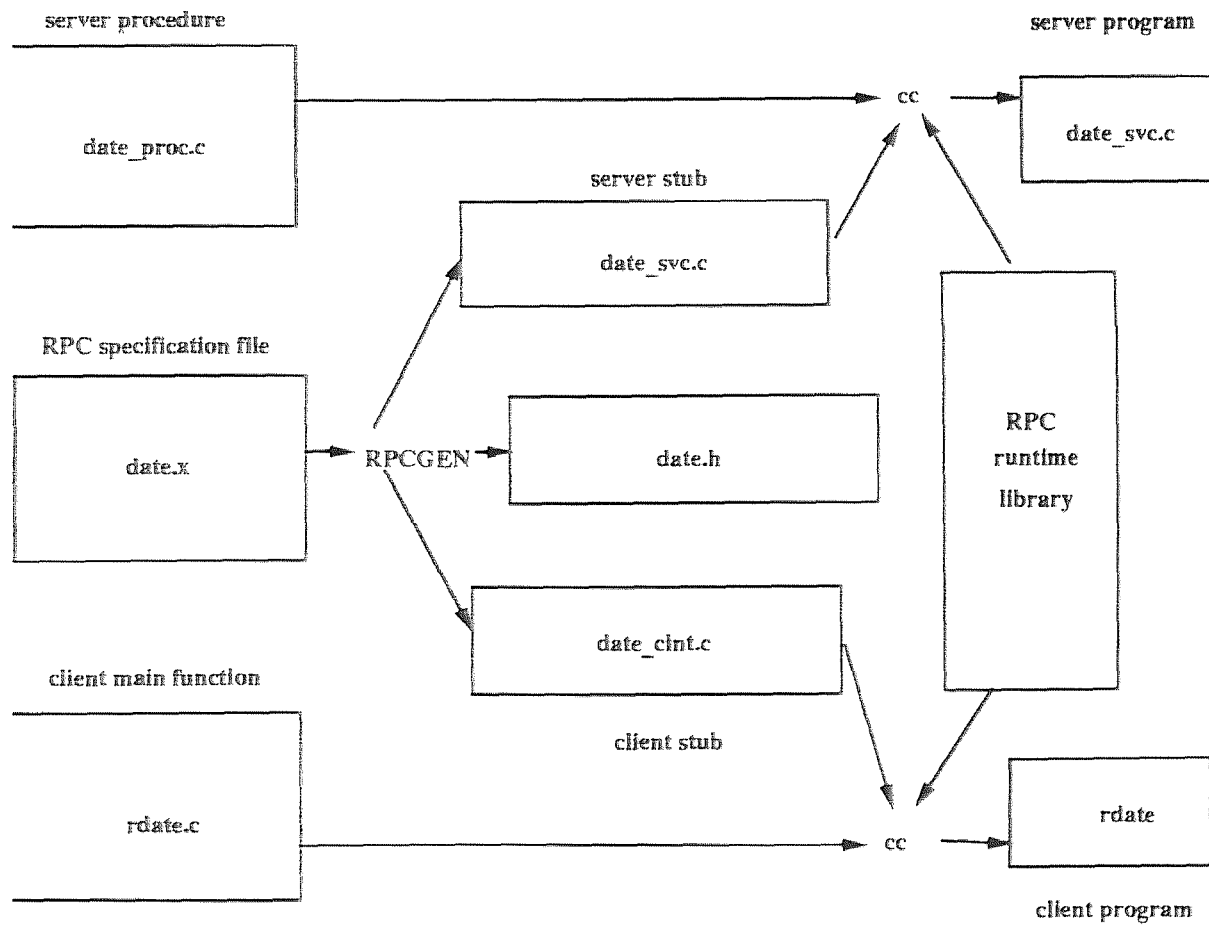 server procedure
server program
date_proc.c
cc
date_svc.c
server stub
date_svc.c
RPC specification file
date.x
RPCGEN
date.h
RPC
runtime
library
date_clnt.c
client main function
client stub
rdate.c
cc
rdate
client program